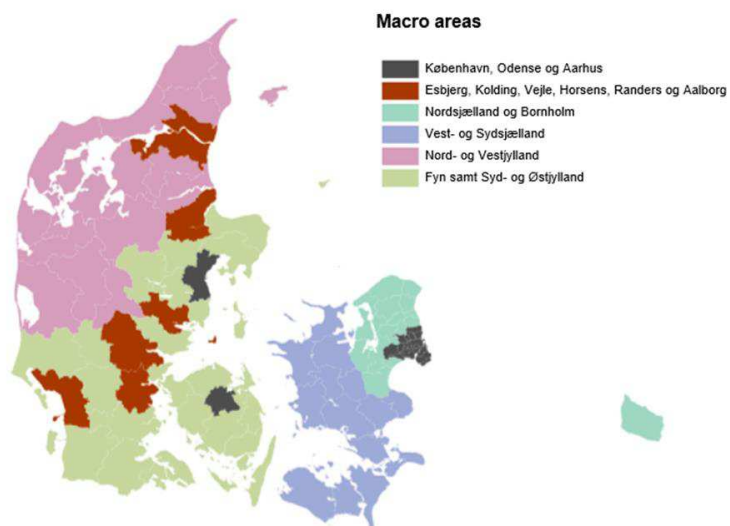 Macro areas
København, Odense og Aarhus
Esbjerg, Kolding, Vejle, Horsens, Randers og Aalborg
Nordsjælland og Bornholm
Vest- og Sydsjælland
Nord- og Vestjylland
Fyn samt Syd- og Østjylland